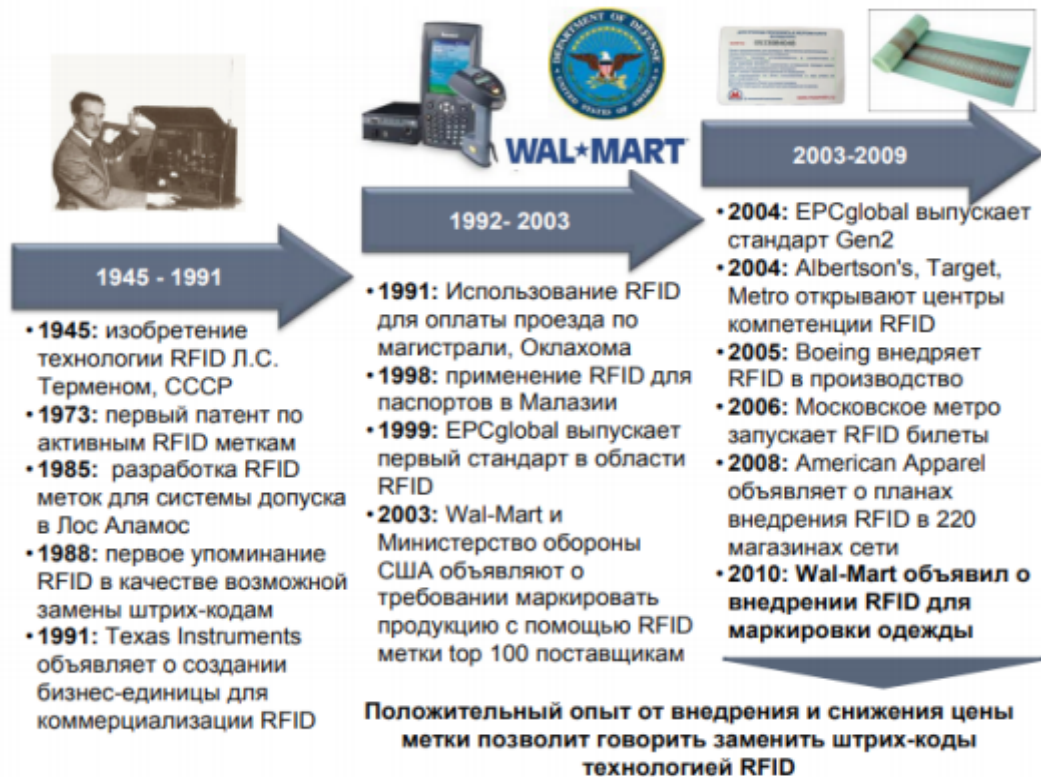 1945 - 1991
• 1945: изобретение
технологии RFID Л.С.
Терменом, СССР
• 1973: первый патент по
активным RFID меткам
• 1985: разработка RFID
меток для системы допуска
в Лос Аламос
• 1988: первое упоминание
RFID в качестве возможной
замены штрих-кодам
• 1991: Texas Instruments
объявляет о создании
бизнес-единицы для
коммерциализации RFID
DEPARTMENT OF DEFENSE
UNITED STATES OF AMERICA
WAL★MART
1992- 2003
• 1991: Использование RFID
для оплаты проезда по
магистрали, Оклахома
• 1998: применение RFID для
паспортов в Малазии
• 1999: EPCglobal выпускает
первый стандарт в области
RFID
• 2003: Wal-Mart и
Министерство обороны
США объявляют о
требовании маркировать
продукцию с помощью RFID
метки top 100 поставщикам
2003-2009
• 2004: EPCglobal выпускает
стандарт Gen2
• 2004: Albertson's, Target,
Metro открывают центры
компетенции RFID
• 2005: Boeing внедряет
RFID в производство
• 2006: Московское метро
запускает RFID билеты
• 2008: American Apparel
объявляет о планах
внедрения RFID в 220
магазинах сети
• 2010: Wal-Mart объявил о
внедрении RFID для
маркировки одежды
Положительный опыт от внедрения и снижения цены
метки позволит говорить заменить штрих-коды
технологией RFID